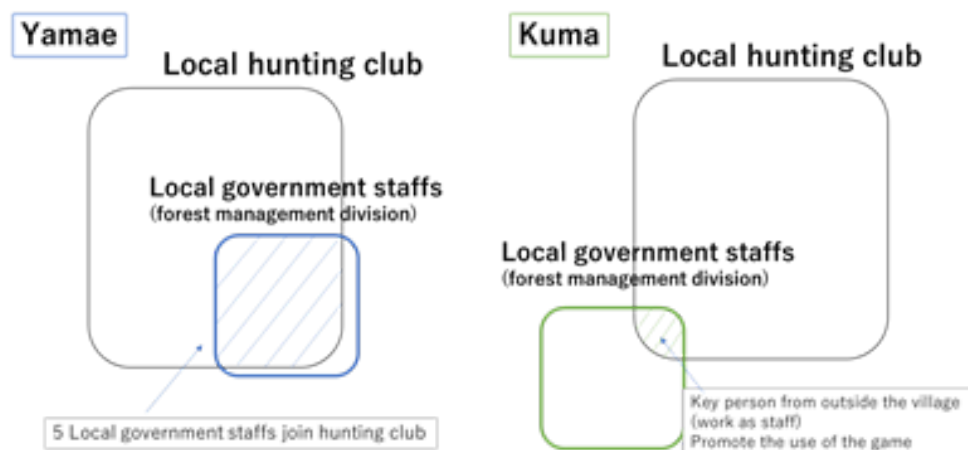 Yamae
Local hunting club
Local government staffs
(forest management division)
5 Local government staffs join hunting club
Kuma
Local hunting club
Local government staffs
(forest management division)
Key person from outside the village
(work as staff)
Promote the use of the game